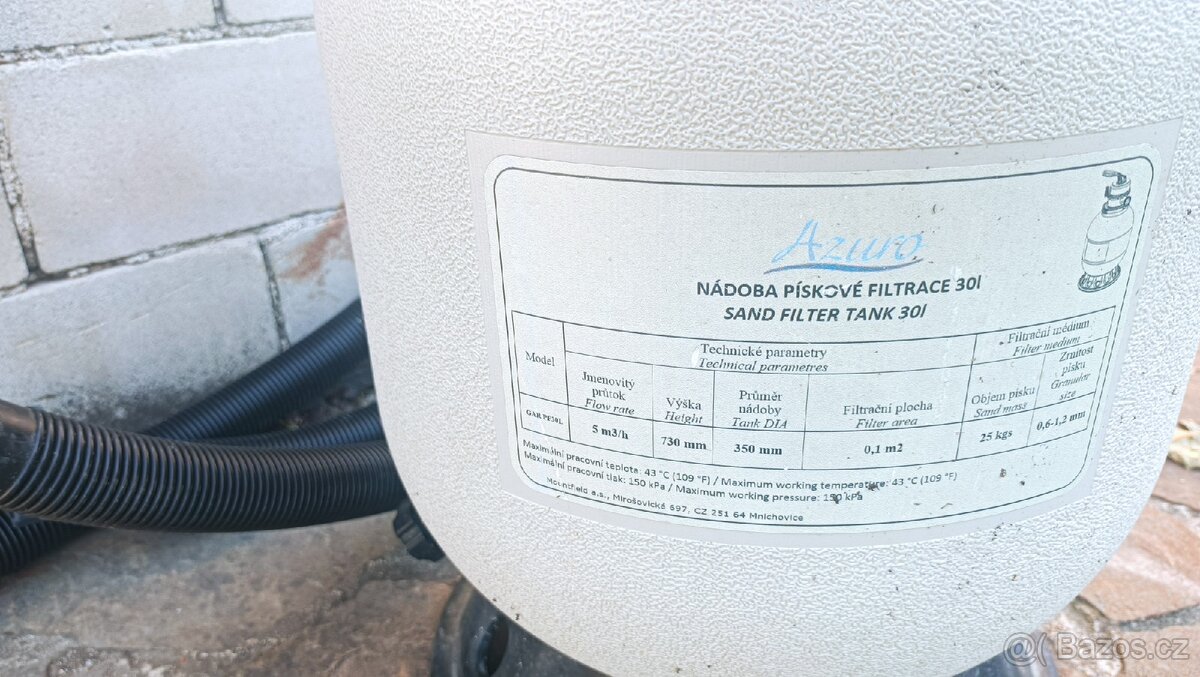 Azuro
NÁDOBA PÍSKOVÉ FILTRACE 30l
SAND FILTER TANK 30l
Model
Technické parametry
Technical parametres
Filtrační médium
Filter medium
Jmenovitý
průtok
Flow rate
Výška
Height
Průměr
nádoby
Tank DIA
Filtrační plocha
Filter area
Objem písku
Sand mass
Zrnitost
písku
Granular
size
GAR PE30L
5 m3/h
730 mm
350 mm
0,1 m2
25 kgs
0,6-1,2 mm
Maximální pracovní teplota: 43 °C (109 °F) / Maximum working temperature: 43 °C (109 °F)
Maximální pracovní tlak: 150 kPa / Maximum working pressure: 150 kPa
Mountfield a.s., Mirošovická 697, CZ 251 64 Mnichovice
@( Bazos.cz